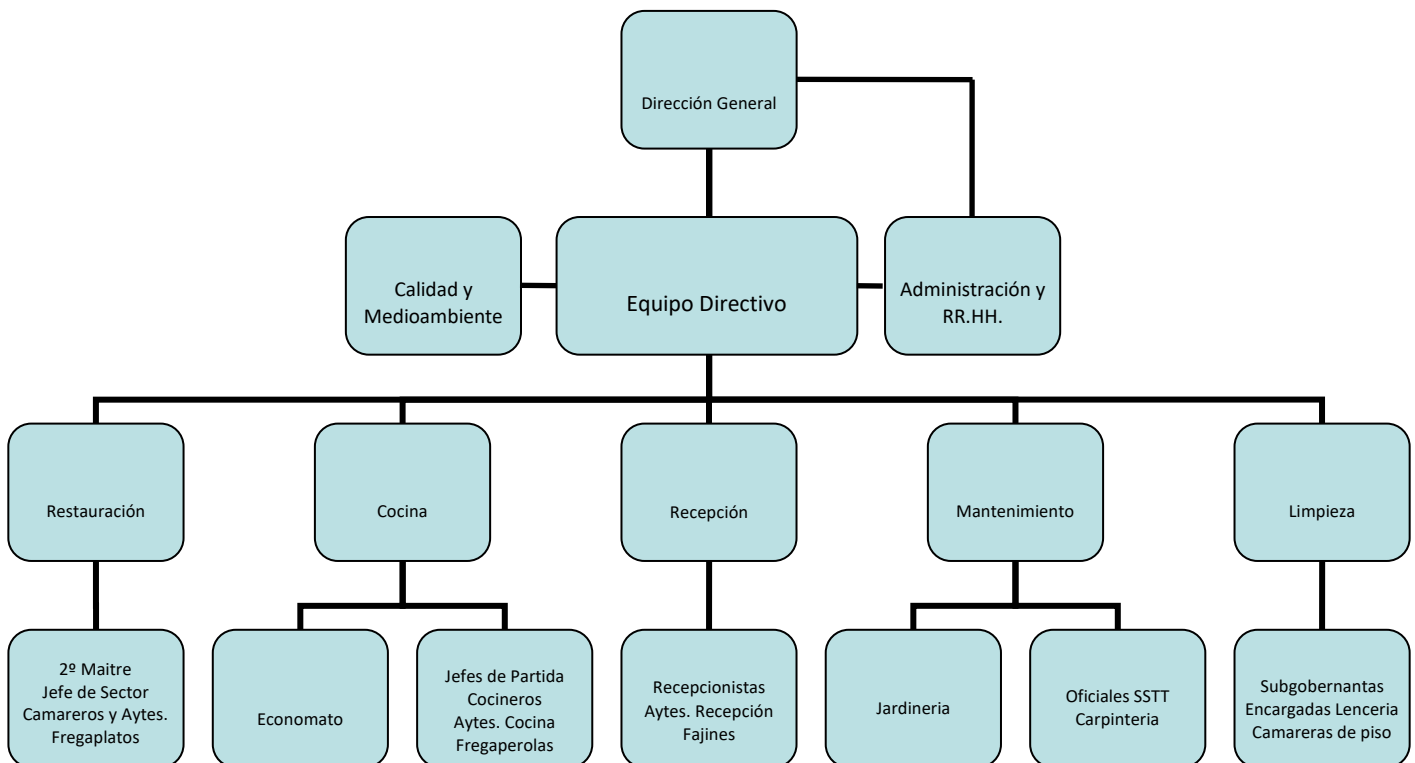 Dirección General
Calidad y
Medioambiente
Equipo Directivo
Administración y
RR.HH.
Restauración
Cocina
Recepción
Mantenimiento
Limpieza
2º Maitre
Jefe de Sector
Camareros y Aytes.
Fregaplatos
Economato
Jefes de Partida
Cocineros
Aytes. Cocina
Fregaperolas
Recepcionistas
Aytes. Recepción
Fajines
Jardineria
Oficiales SSTT
Carpinteria
Subgobernantas
Encargadas Lenceria
Camareras de piso